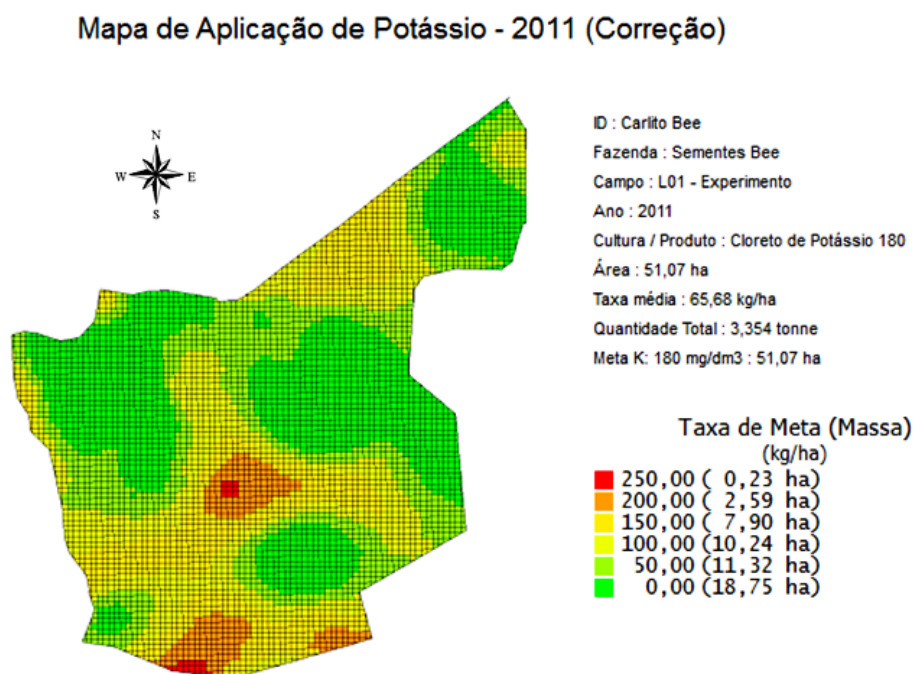 Mapa de Aplicação de Potássio - 2011 (Correção)
N
W E
S
ID : Carlito Bee
Fazenda : Sementes Bee
Campo : L01 - Experimento
Ano : 2011
Cultura / Produto : Cloreto de Potássio 180
Área : 51,07 ha
Taxa média : 65,68 kg/ha
Quantidade Total : 3,354 tonne
Meta K: 180 mg/dm3 : 51,07 ha
Taxa de Meta (Massa)
(kg/ha)
250,00 ( 0,23 ha)
200,00 ( 2,59 ha)
150,00 ( 7,90 ha)
100,00 (10,24 ha)
50,00 (11,32 ha)
0,00 (18,75 ha)